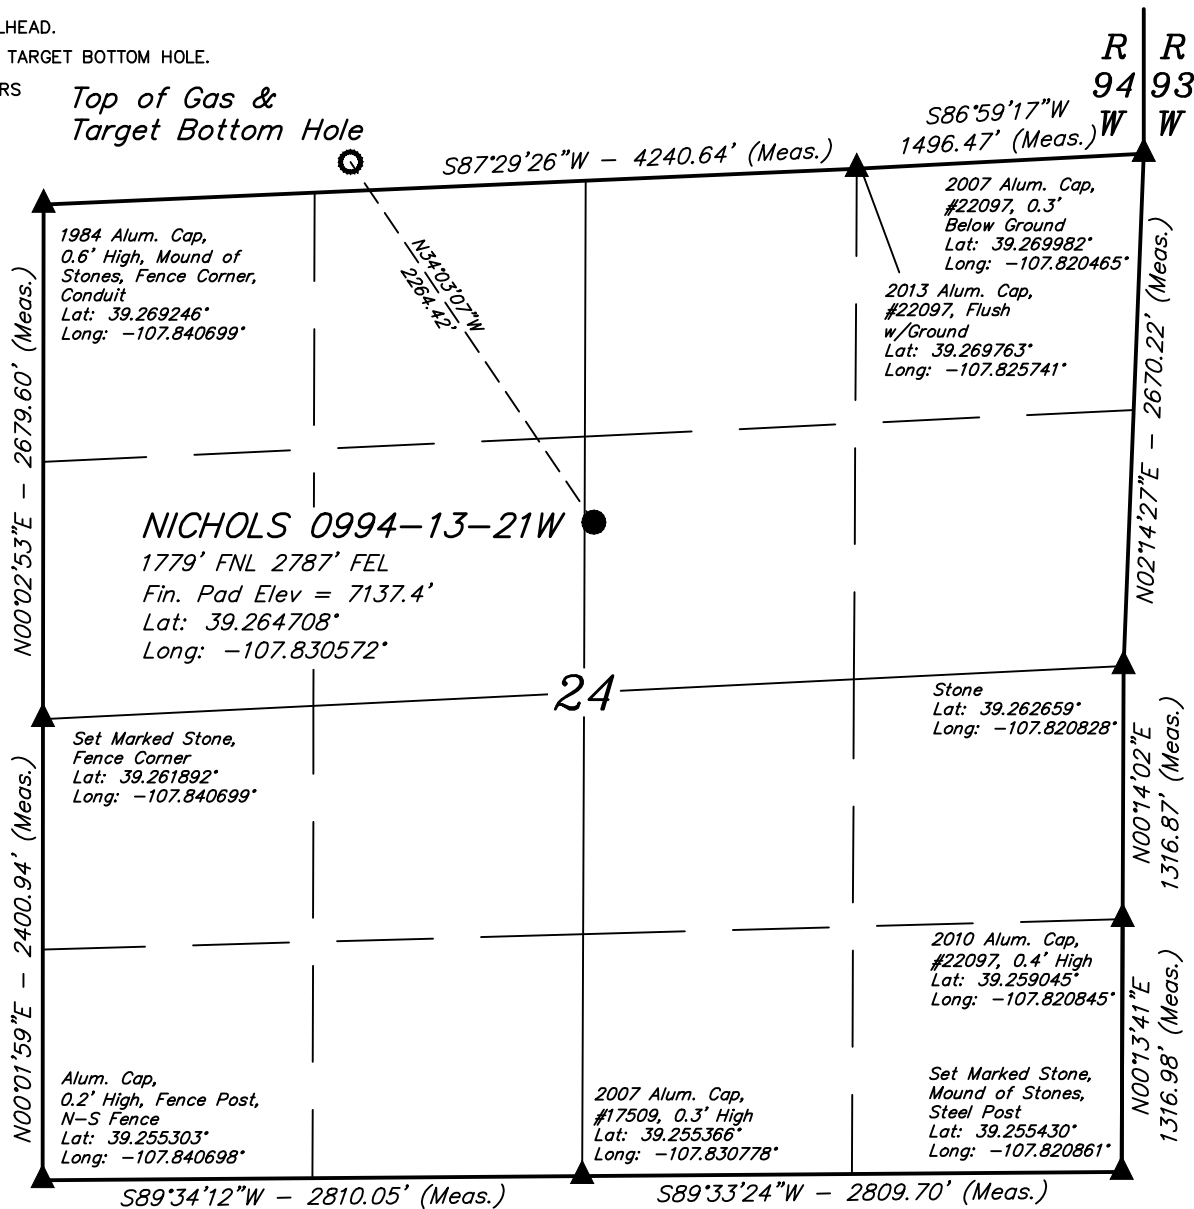 LHEAD.
TARGET BOTTOM HOLE.
RS
Top of Gas &
Target Bottom Hole
R R
94 93
W W
S86°59'17"W
1496.47' (Meas.)
S87°29'26"W – 4240.64' (Meas.)
1984 Alum. Cap,
0.6' High, Mound of
Stones, Fence Corner,
Conduit
Lat: 39.269246°
Long: –107.840699°
N34°03'07"W
2264.42'
2007 Alum. Cap,
#22097, 0.3'
Below Ground
Lat: 39.269982°
Long: –107.820465°
2013 Alum. Cap,
#22097, Flush
w/Ground
Lat: 39.269763°
Long: –107.825741°
N00°02'53"E – 2679.60' (Meas.)
N02°14'27"E – 2670.22' (Meas.)
NICHOLS 0994–13–21W
1779' FNL 2787' FEL
Fin. Pad Elev = 7137.4'
Lat: 39.264708°
Long: –107.830572°
24
Stone
Lat: 39.262659°
Long: –107.820828°
Set Marked Stone,
Fence Corner
Lat: 39.261892°
Long: –107.840699°
N00°14'02"E
1316.87' (Meas.)
N00°01'59"E – 2400.94' (Meas.)
2010 Alum. Cap,
#22097, 0.4' High
Lat: 39.259045°
Long: –107.820845°
N00°13'41"E
1316.98' (Meas.)
Alum. Cap,
0.2' High, Fence Post,
N–S Fence
Lat: 39.255303°
Long: –107.840698°
2007 Alum. Cap,
#17509, 0.3' High
Lat: 39.255366°
Long: –107.830778°
Set Marked Stone,
Mound of Stones,
Steel Post
Lat: 39.255430°
Long: –107.820861°
S89°34'12"W – 2810.05' (Meas.)
S89°33'24"W – 2809.70' (Meas.)